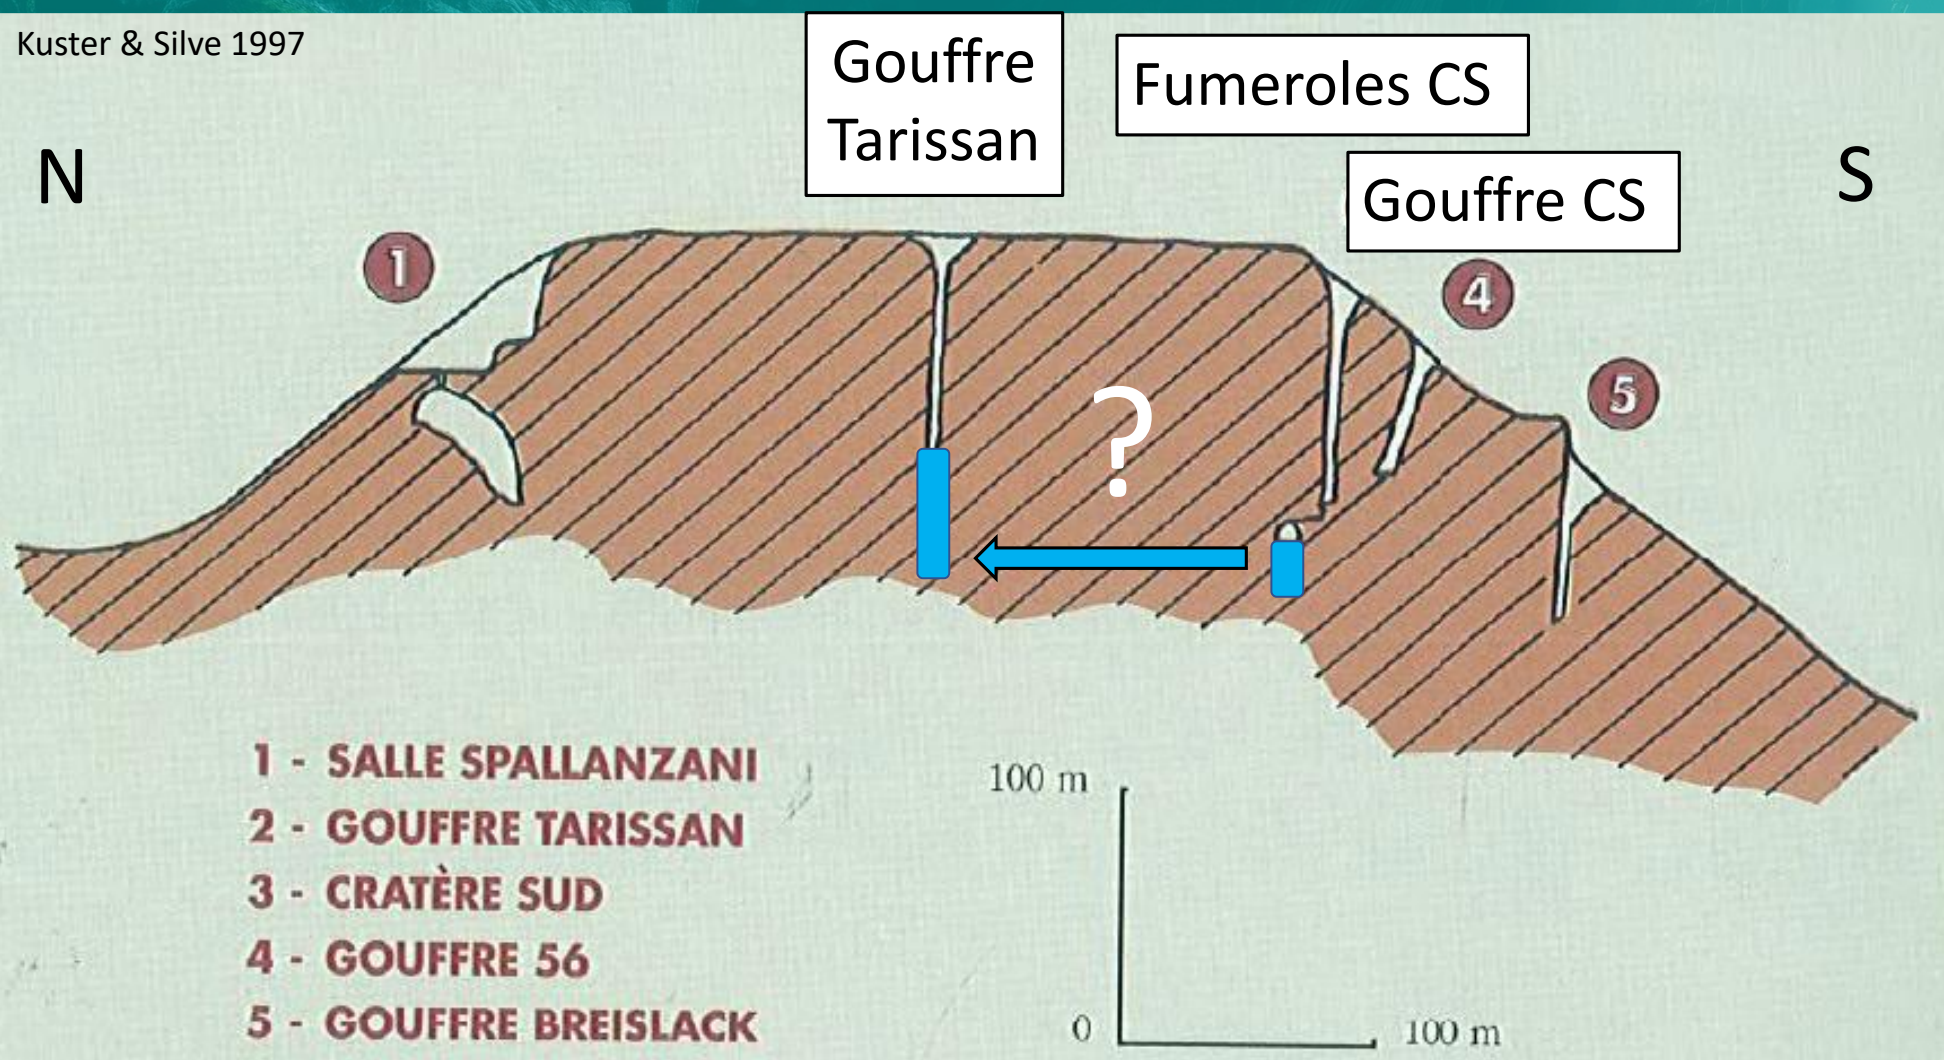 Kuster & Silve 1997
Gouffre
Tarissan
Fumeroles CS
Gouffre CS
N
S
1
4
5
?
1 - SALLE SPALLANZANI
2 - GOUFFRE TARISSAN
3 - CRATÈRE SUD
4 - GOUFFRE 56
5 - GOUFFRE BREISLACK
100 m
0
100 m